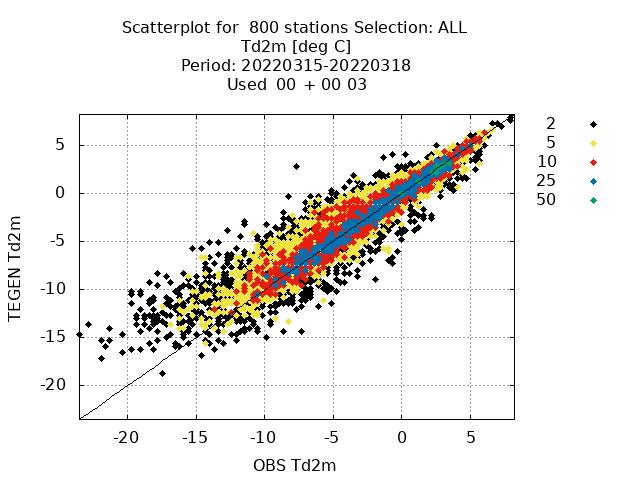 Scatterplot for  800 stations Selection: ALL
Td2m [deg C]
Period: 20220315-20220318
Used  00 + 00 03
2
5
10
25
50
5
0
-5
-10
-15
-20
TEGEN Td2m
-20 -15 -10 -5 0 5
OBS Td2m